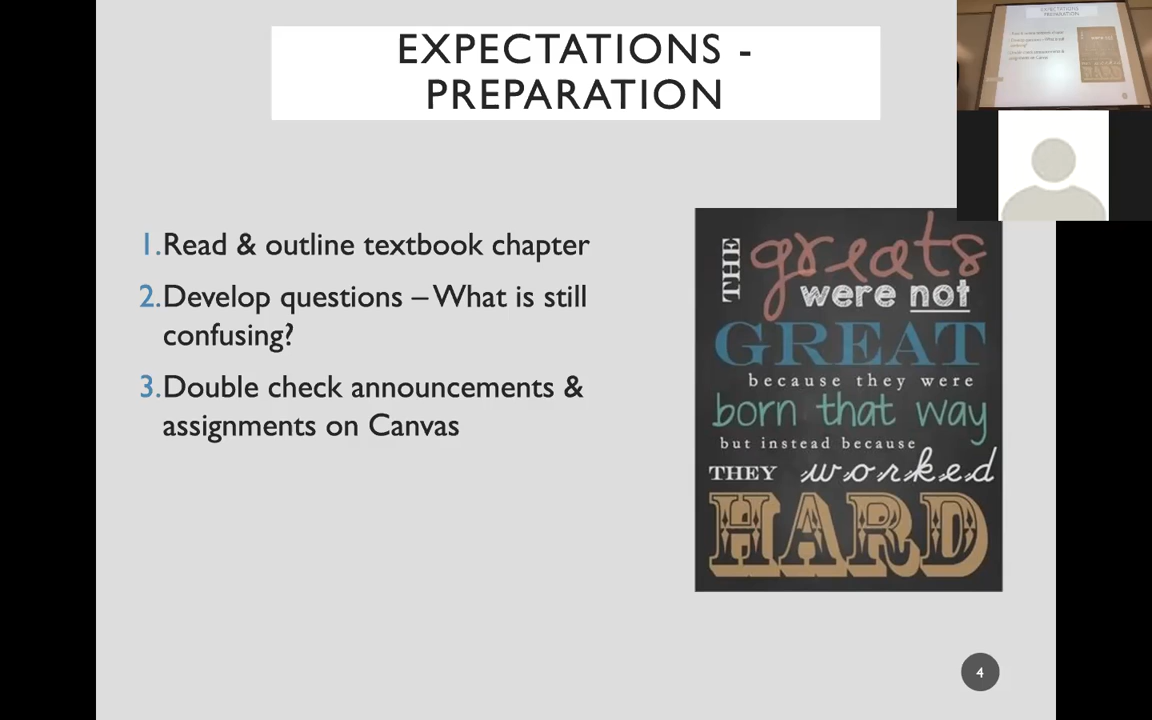 EXPECTATIONS -
PREPARATION
1.Read & outline textbook chapter
2.Develop questions – What is still
confusing?
3.Double check announcements &
assignments on Canvas
THE greats
were not
GREAT
because they were
born that way
but instead because
THEY worked
HARD
4
EXPECTATIONS
PREPARATION